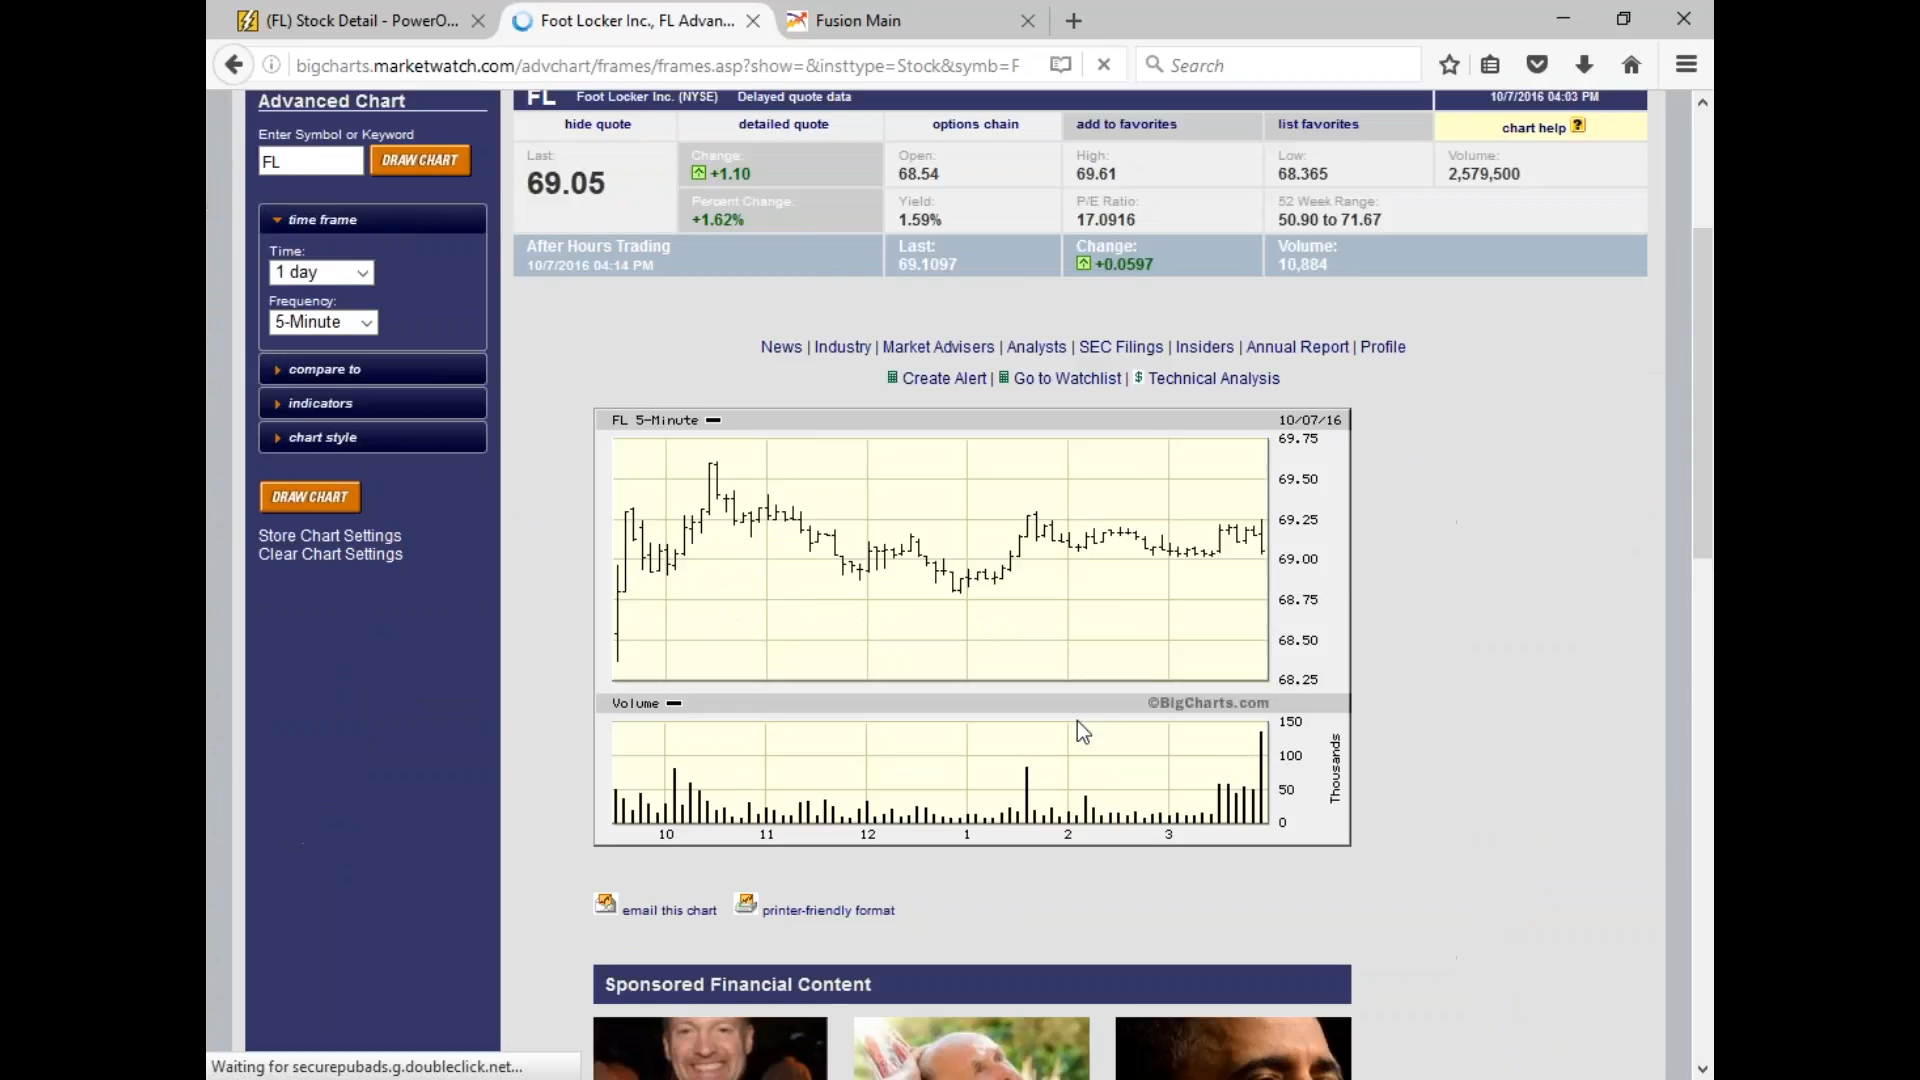 (FL) Stock Detail - PowerO...
Foot Locker Inc., FL Advan...
Fusion Main
bigcharts.marketwatch.com/advchart/frames/frames.asp?show=&insttype=Stock&symb=F
Search
Advanced Chart
Enter Symbol or Keyword
FL
DRAW CHART
time frame
Time:
1 day
Frequency:
5-Minute
compare to
indicators
chart style
DRAW CHART
Store Chart Settings
Clear Chart Settings
FL Foot Locker Inc. (NYSE) Delayed quote data 10/7/2016 04:03 PM
hide quote detailed quote options chain add to favorites list favorites chart help ?
Last: Change: Open: High: Low: Volume:
69.05 +1.10 68.54 69.61 68.365 2,579,500
Percent Change: Yield: P/E Ratio: 52 Week Range:
+1.62% 1.59% 17.0916 50.90 to 71.67
After Hours Trading Last: Change: Volume:
10/7/2016 04:14 PM 69.1097 +0.0597 10,884
News | Industry | Market Advisers | Analysts | SEC Filings | Insiders | Annual Report | Profile
Create Alert | Go to Watchlist | $ Technical Analysis
FL 5-Minute 10/07/16
69.75
69.50
69.25
69.00
68.75
68.50
68.25
Volume ©BigCharts.com
150
100
50
0
Thousands
10 11 12 1 2 3
email this chart printer-friendly format
Sponsored Financial Content
Waiting for securepubads.g.doubleclick.net...